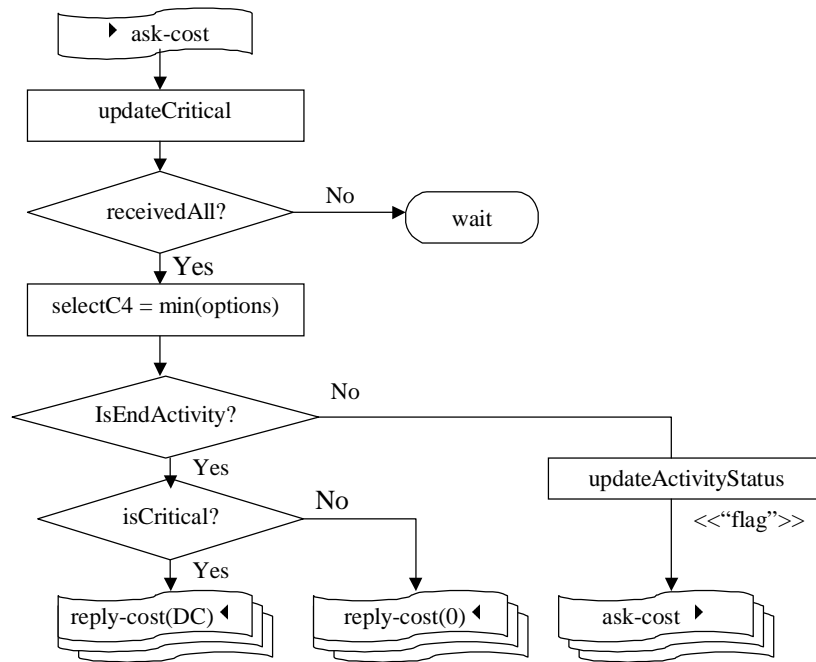 ask-cost
updateCritical
receivedAll?
No
wait
Yes
selectC4 = min(options)
IsEndActivity?
No
Yes
updateActivityStatus
isCritical?
No
<<“flag”>>
Yes
reply-cost(DC)
reply-cost(0)
ask-cost